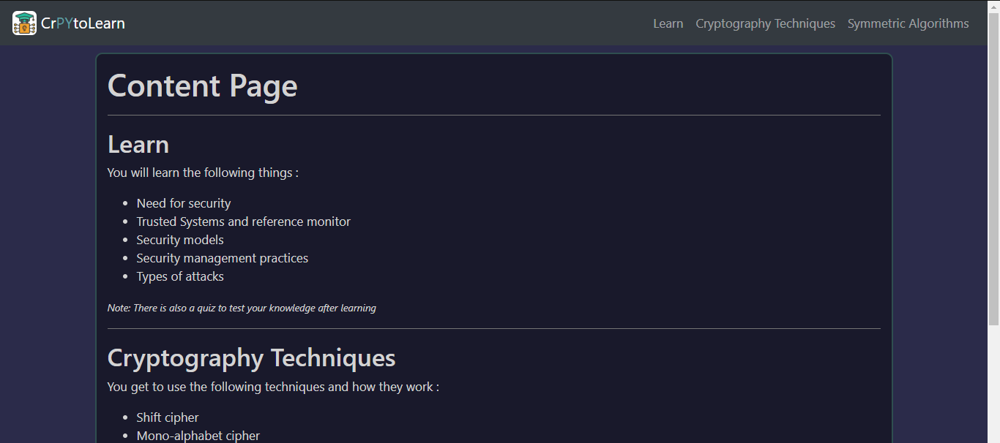 CrPYtoLearn
Learn Cryptography Techniques Symmetric Algorithms
Content Page
Learn
You will learn the following things :
Need for security
Trusted Systems and reference monitor
Security models
Security management practices
Types of attacks
Note: There is also a quiz to test your knowledge after learning
Cryptography Techniques
You get to use the following techniques and how they work :
Shift cipher
Mono-alphabet cipher